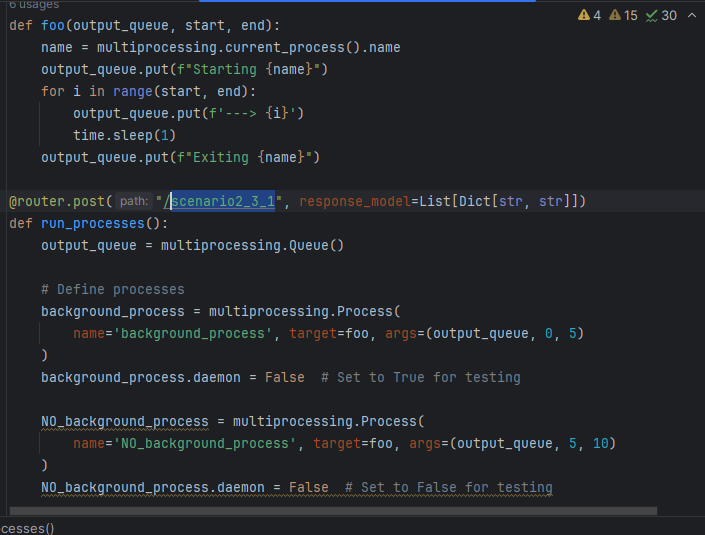 6 usages
4 15 30
def foo(output_queue, start, end):
    name = multiprocessing.current_process().name
    output_queue.put(f"Starting {name}")
    for i in range(start, end):
        output_queue.put(f'---> {i}')
        time.sleep(1)
    output_queue.put(f"Exiting {name}")
@router.post( path: "/scenario2_3_1", response_model=List[Dict[str, str]])
def run_processes():
    output_queue = multiprocessing.Queue()
    # Define processes
    background_process = multiprocessing.Process(
        name='background_process', target=foo, args=(output_queue, 0, 5)
    )
    background_process.daemon = False  # Set to True for testing
    NO_background_process = multiprocessing.Process(
        name='NO_background_process', target=foo, args=(output_queue, 5, 10)
    )
    NO_background_process.daemon = False  # Set to False for testing
cesses()